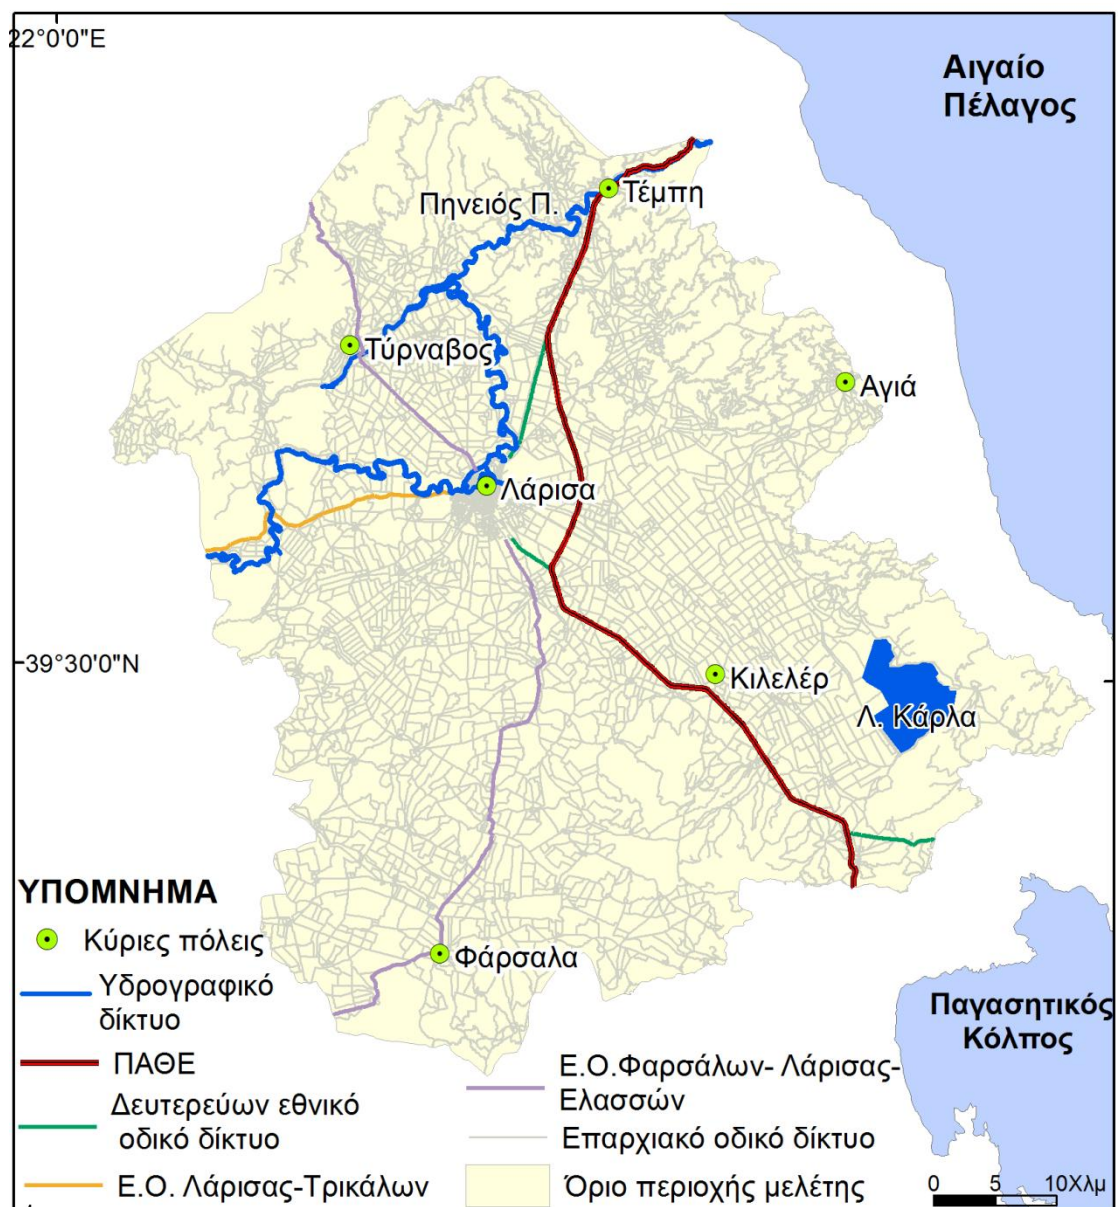 22°0'0"E
Αιγαίο
Πέλαγος
Πηνειός Π.
Τέμπη
Τύρναβος
Αγιά
Λάρισα
39°30'0"N
Κιλελέρ
Λ. Κάρλα
Φάρσαλα
Παγασητικός
Κόλπος
ΥΠΟΜΝΗΜΑ
Κύριες πόλεις
Υδρογραφικό
δίκτυο
ΠΑΘΕ
Δευτερεύων εθνικό
οδικό δίκτυο
Ε.Ο. Λάρισας-Τρικάλων
Ε.Ο.Φαρσάλων- Λάρισας-
Ελασσών
Επαρχιακό οδικό δίκτυο
Όριο περιοχής μελέτης
0 5 10Χλμ